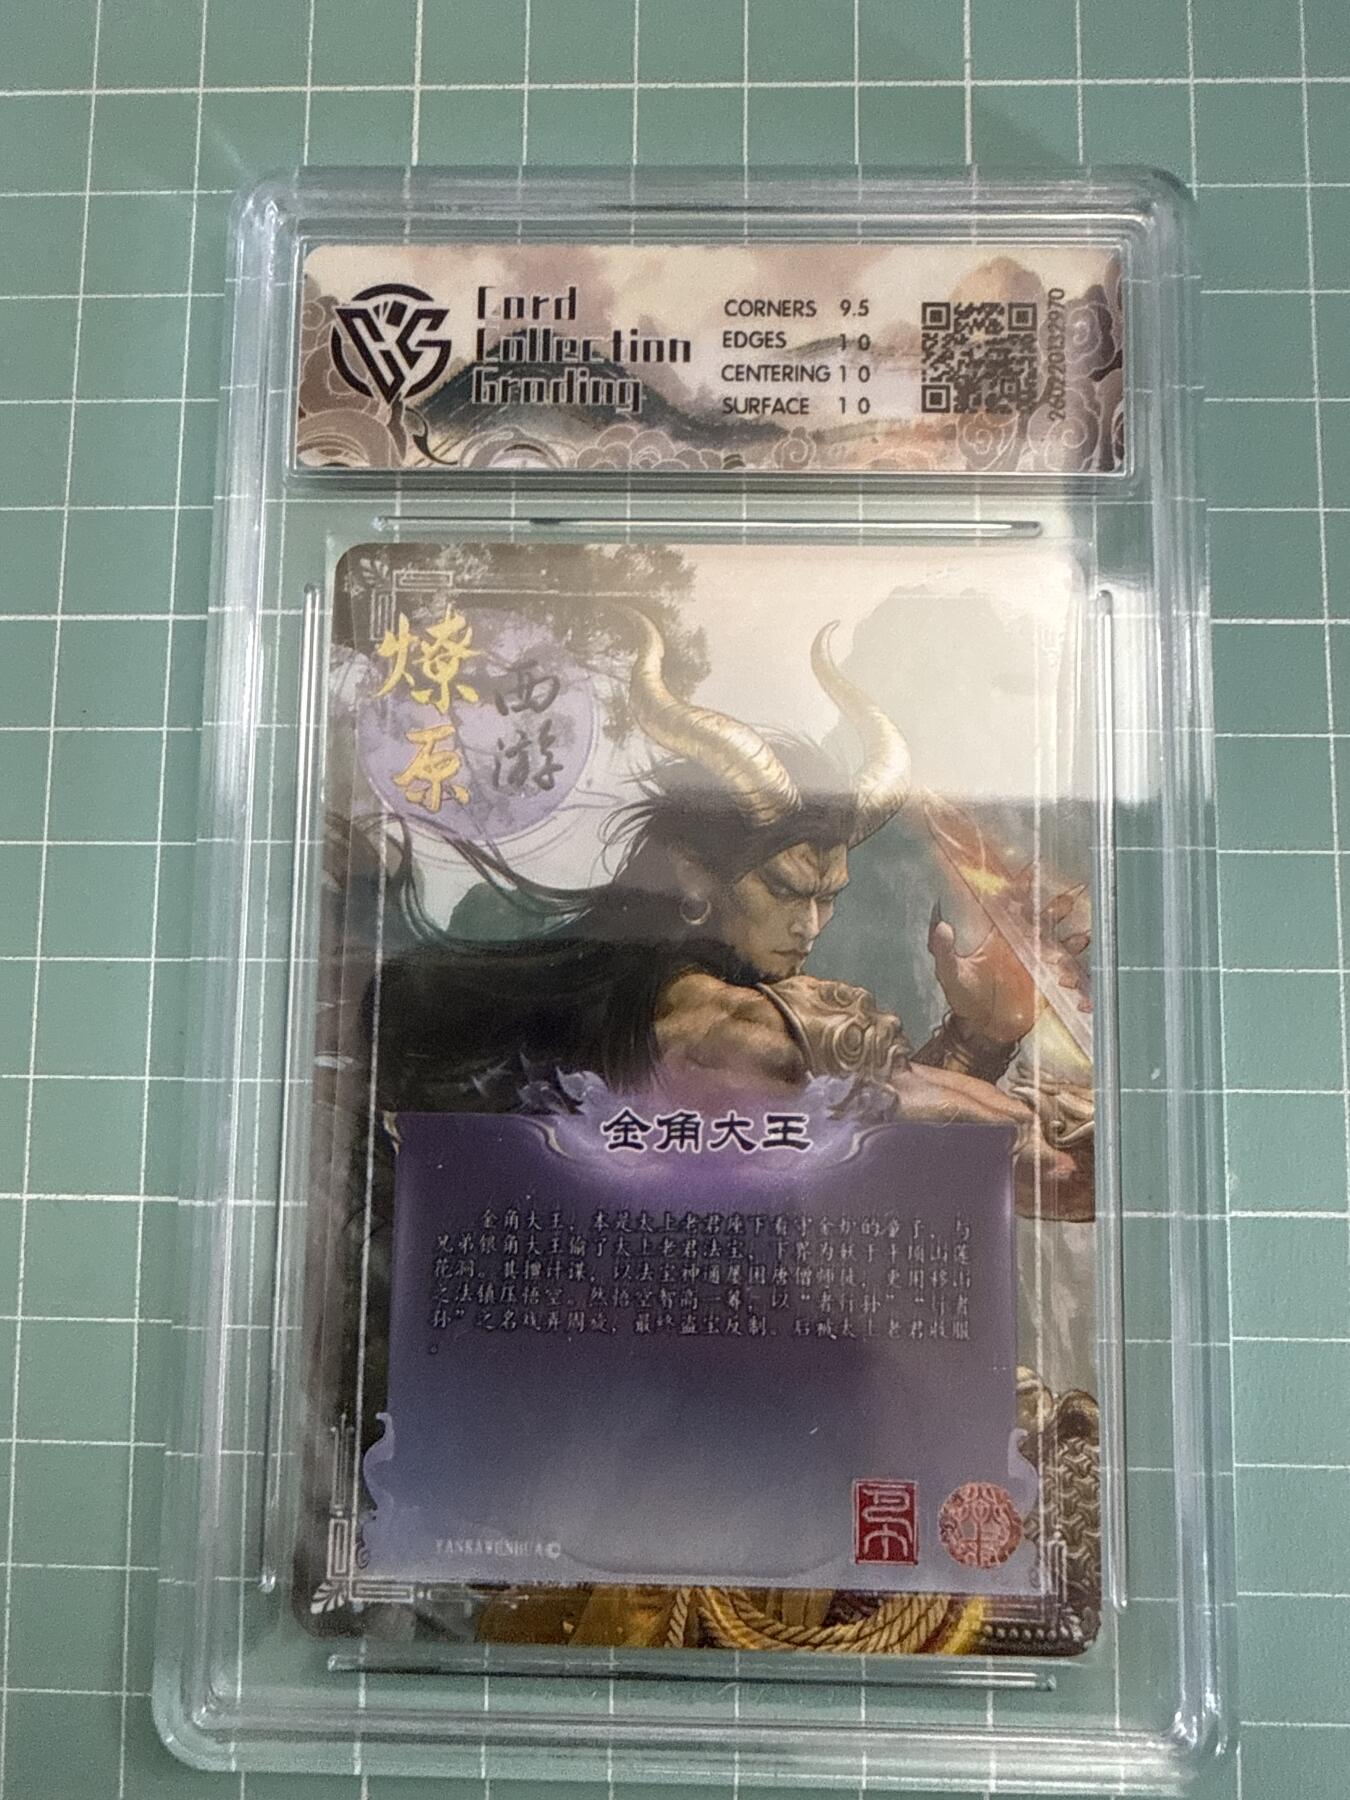 CCG
Card
Collection
Grading
CORNERS 9.5
EDGES 10
CENTERING 10
SURFACE 10
260220132970
燎原
西游
金角大王
金角大王，本是太上老君座下看守金炉的童子，与
兄弟银角大王偷了太上老君法宝，下界为妖于平顶山莲
花洞。其擅计谋，以法宝神通屡困唐僧师徒，更用移山
之法镇压悟空。然悟空智高一筹，以“者行孙”“行者
孙”之名戏弄周旋，最终盗宝反制。后被太上老君收服
。
YANKAWENHUA©